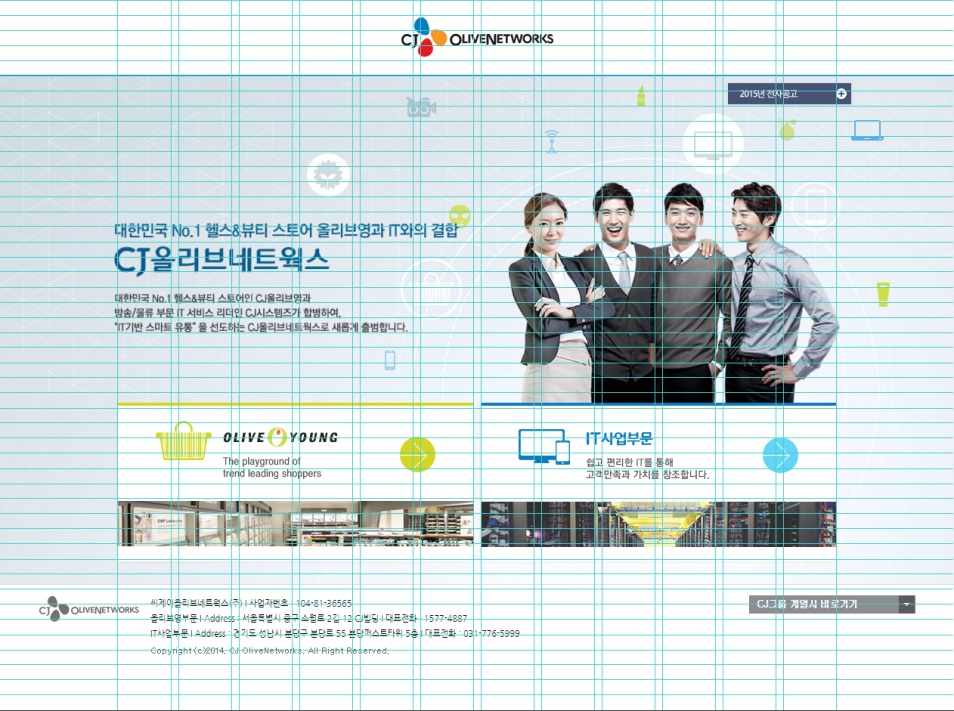 CJ OLIVENETWORKS
2015년 전자공고
대한민국 No.1 헬스&뷰티 스토어 올리브영과 IT와의 결합
CJ올리브네트웍스
대한민국 No.1 헬스&뷰티 스토어인 CJ올리브영과
방송/물류 부문 IT 서비스 리더인 CJ시스템즈가 합병하여,
"IT기반 스마트 유통" 을 선도하는 CJ올리브네트웍스로 새롭게 출범합니다.
OLIVE YOUNG
The playground of
trend leading shoppers
IT사업부문
쉽고 편리한 IT를 통해
고객만족과 가치를 창조합니다.
CJ OLIVENETWORKS
씨제이올리브네트웍스(주) | 사업자번호 : 104-81-36565
올리브영부문 | Address : 서울특별시 중구 소월로 2길 12 CJ빌딩 | 대표전화 : 1577-4887
IT사업부문 | Address : 경기도 성남시 분당구 분당로 55 분당퍼스트타워 5층 | 대표전화 : 031-776-5999
Copyright (c)2014. CJ OliveNetworks. All Right Reserved.
CJ그룹 계열사 바로가기